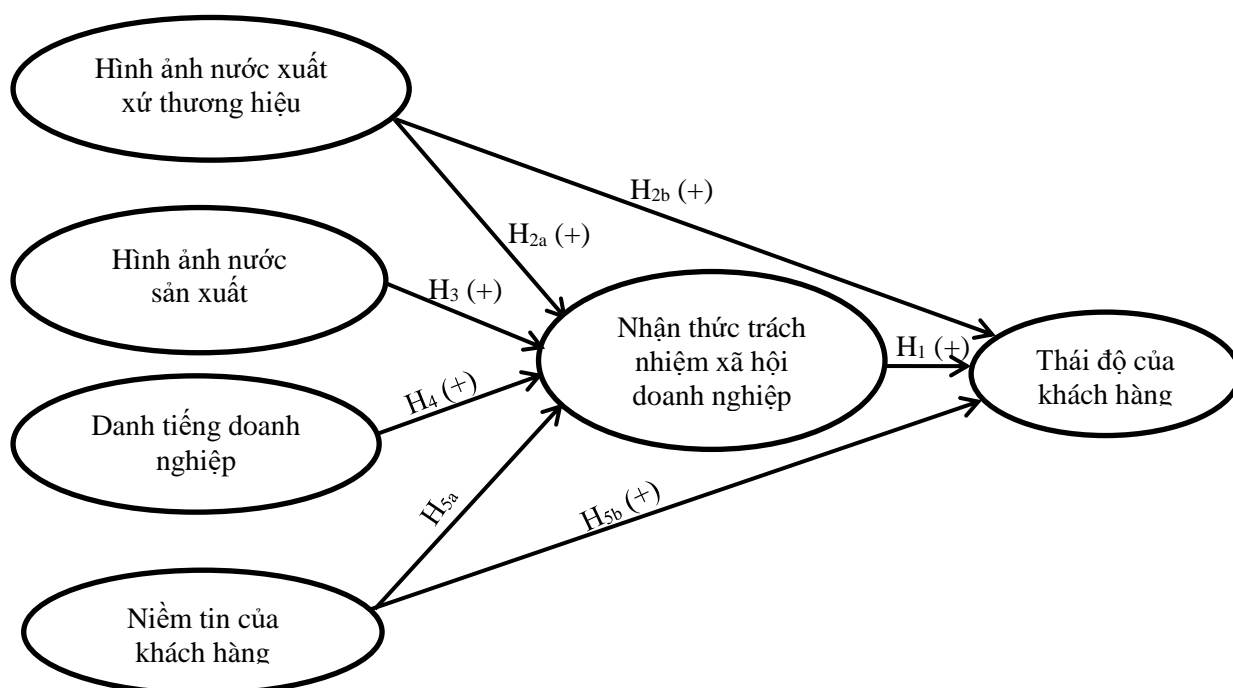 Hình ảnh nước xuất
xứ thương hiệu
H2b (+)
H2a (+)
Hình ảnh nước
sản xuất
H3 (+)
Nhận thức trách
nhiệm xã hội
doanh nghiệp
H1 (+)
Thái độ của
khách hàng
H4 (+)
Danh tiếng doanh
nghiệp
H5a
H5b (+)
Niềm tin của
khách hàng